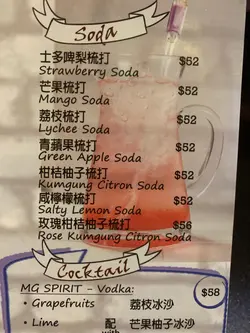 Soda
士多啤梨梳打 $52
Strawberry Soda
芒果梳打 $52
Mango Soda
荔枝梳打 $52
Lychee Soda
青蘋果梳打 $52
Green Apple Soda
柑桔柚子梳打 $52
Kumgung Citron Soda
咸檸檬梳打 $52
Salty Lemon Soda
玫瑰柑桔柚子梳打 $56
Rose Kumgung Citron Soda
Cocktail
MG SPIRIT - Vodka: $58
• Grapefruits 荔枝冰沙
• Lime 配 芒果柚子冰沙
with